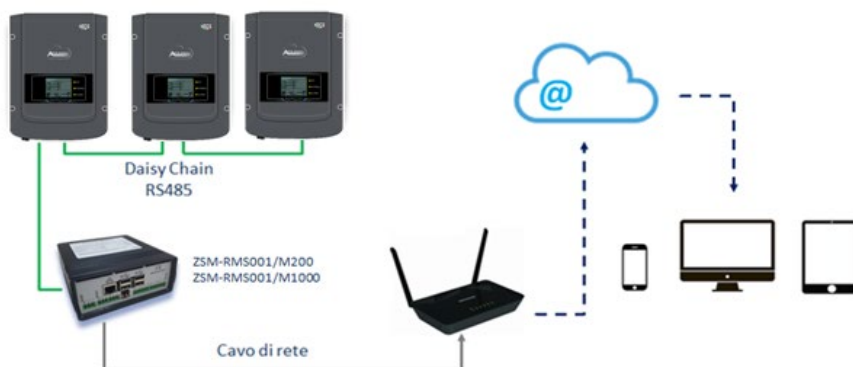 @
Daisy Chain
RS485
ZSM-RMS001/M200
ZSM-RMS001/M1000
Cavo di rete